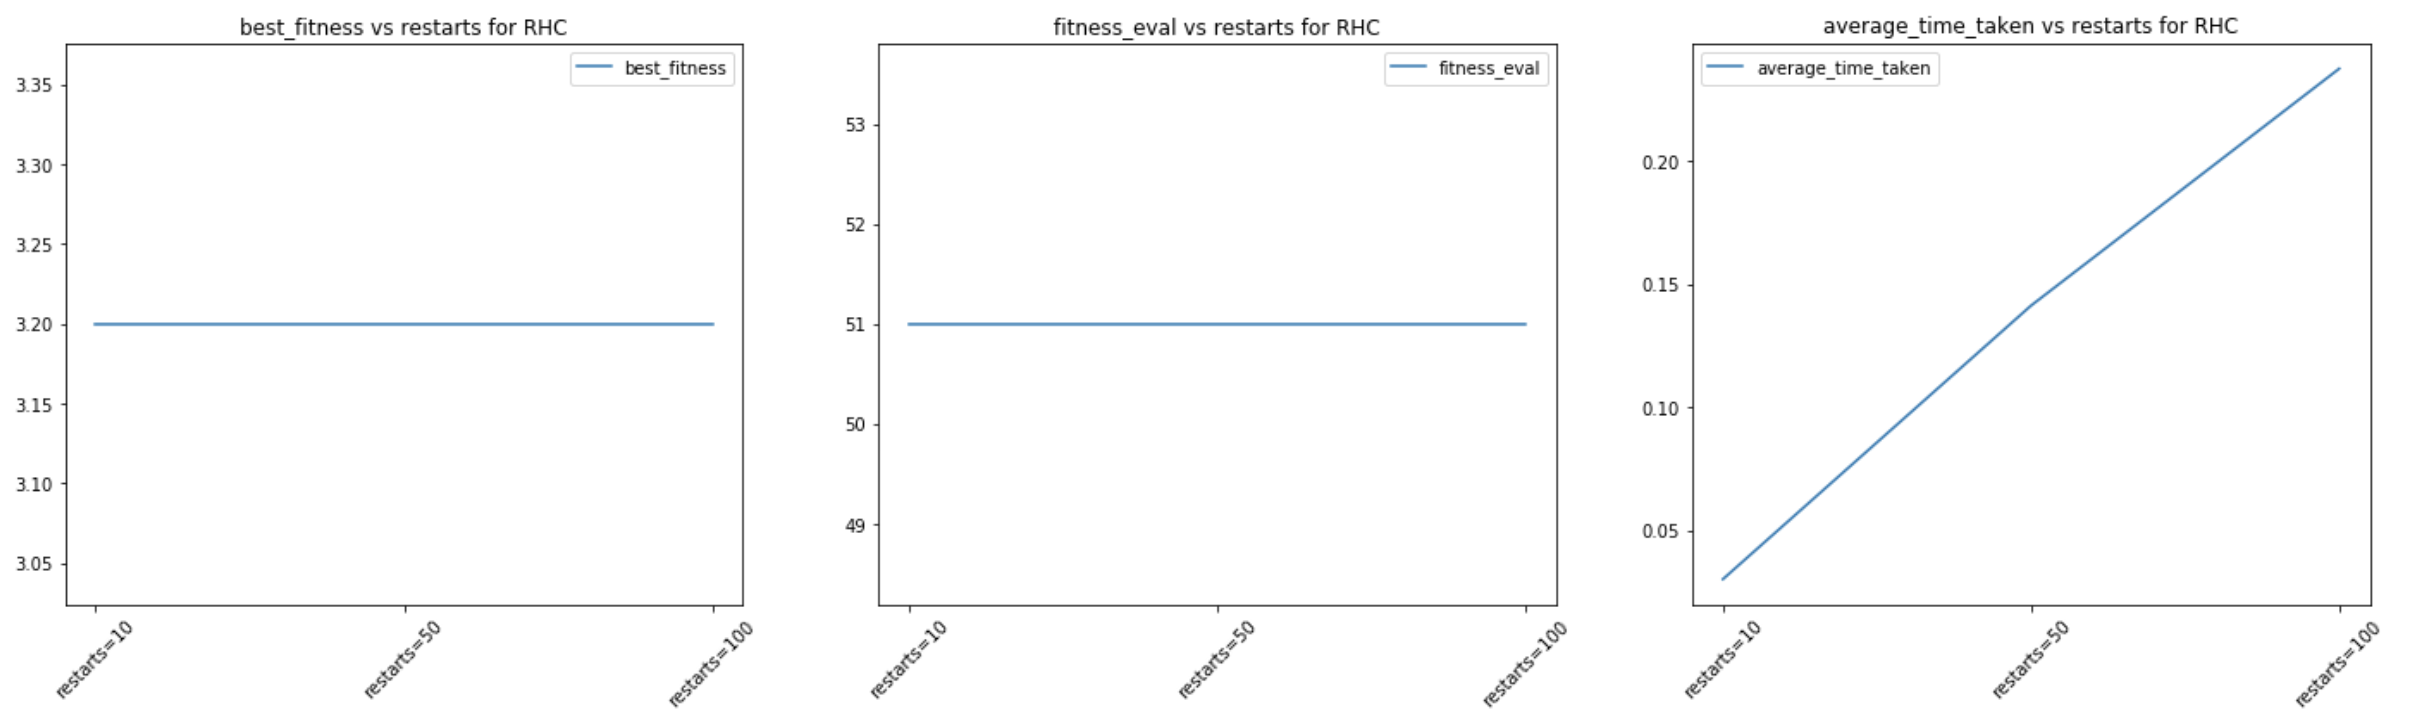 best_fitness vs restarts for RHC
best_fitness
3.35
3.30
3.25
3.20
3.15
3.10
3.05
restarts=10
restarts=50
restarts=100
fitness_eval vs restarts for RHC
fitness_eval
53
52
51
50
49
restarts=10
restarts=50
restarts=100
average_time_taken vs restarts for RHC
average_time_taken
0.20
0.15
0.10
0.05
restarts=10
restarts=50
restarts=100